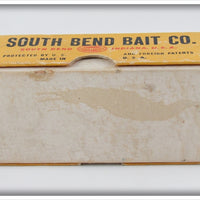 SOUTH BEND BAIT CO.
SOUTH BEND INDIANA, U.S.A.
PROTECTED BY U.S. AND FOREIGN PATENTS
MADE IN U.S.A.